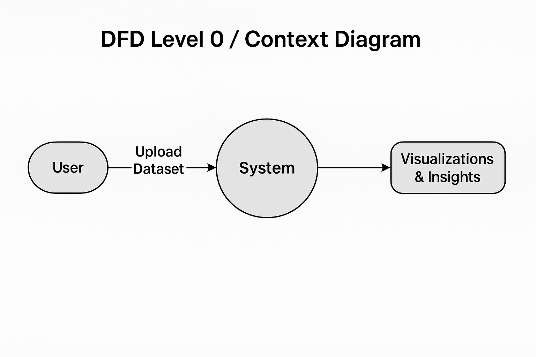 DFD Level 0 / Context Diagram
User
Upload
Dataset
System
Visualizations
& Insights